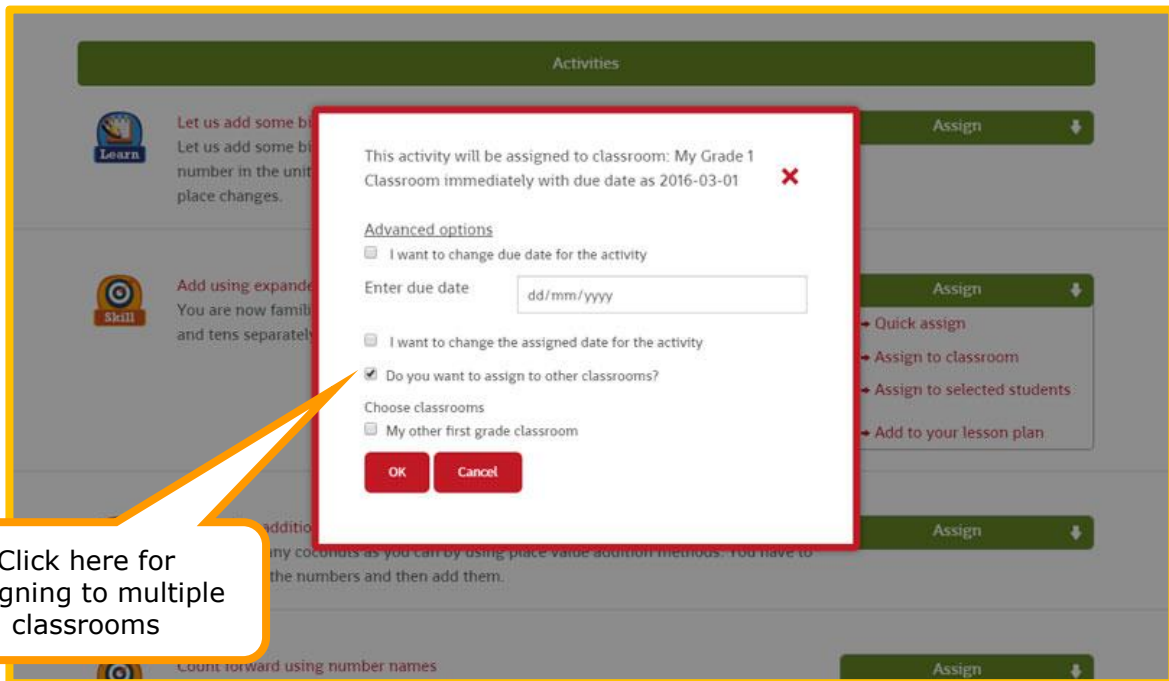 Activities
Learn
Let us add some bi
Let us add some bi
number in the unit
place changes.
Assign
This activity will be assigned to classroom: My Grade 1
Classroom immediately with due date as 2016-03-01
Advanced options
I want to change due date for the activity
Enter due date
dd/mm/yyyy
I want to change the assigned date for the activity
Do you want to assign to other classrooms?
Choose classrooms
My other first grade classroom
OK
Cancel
Skill
Add using expande
You are now famili
and tens separatel
Assign
Quick assign
Assign to classroom
Assign to selected students
Add to your lesson plan
additio
any coconuts as you can by using place value addition methods. You have to
the numbers and then add them.
Assign
Click here for
gning to multiple
classrooms
Count forward using number names
Assign